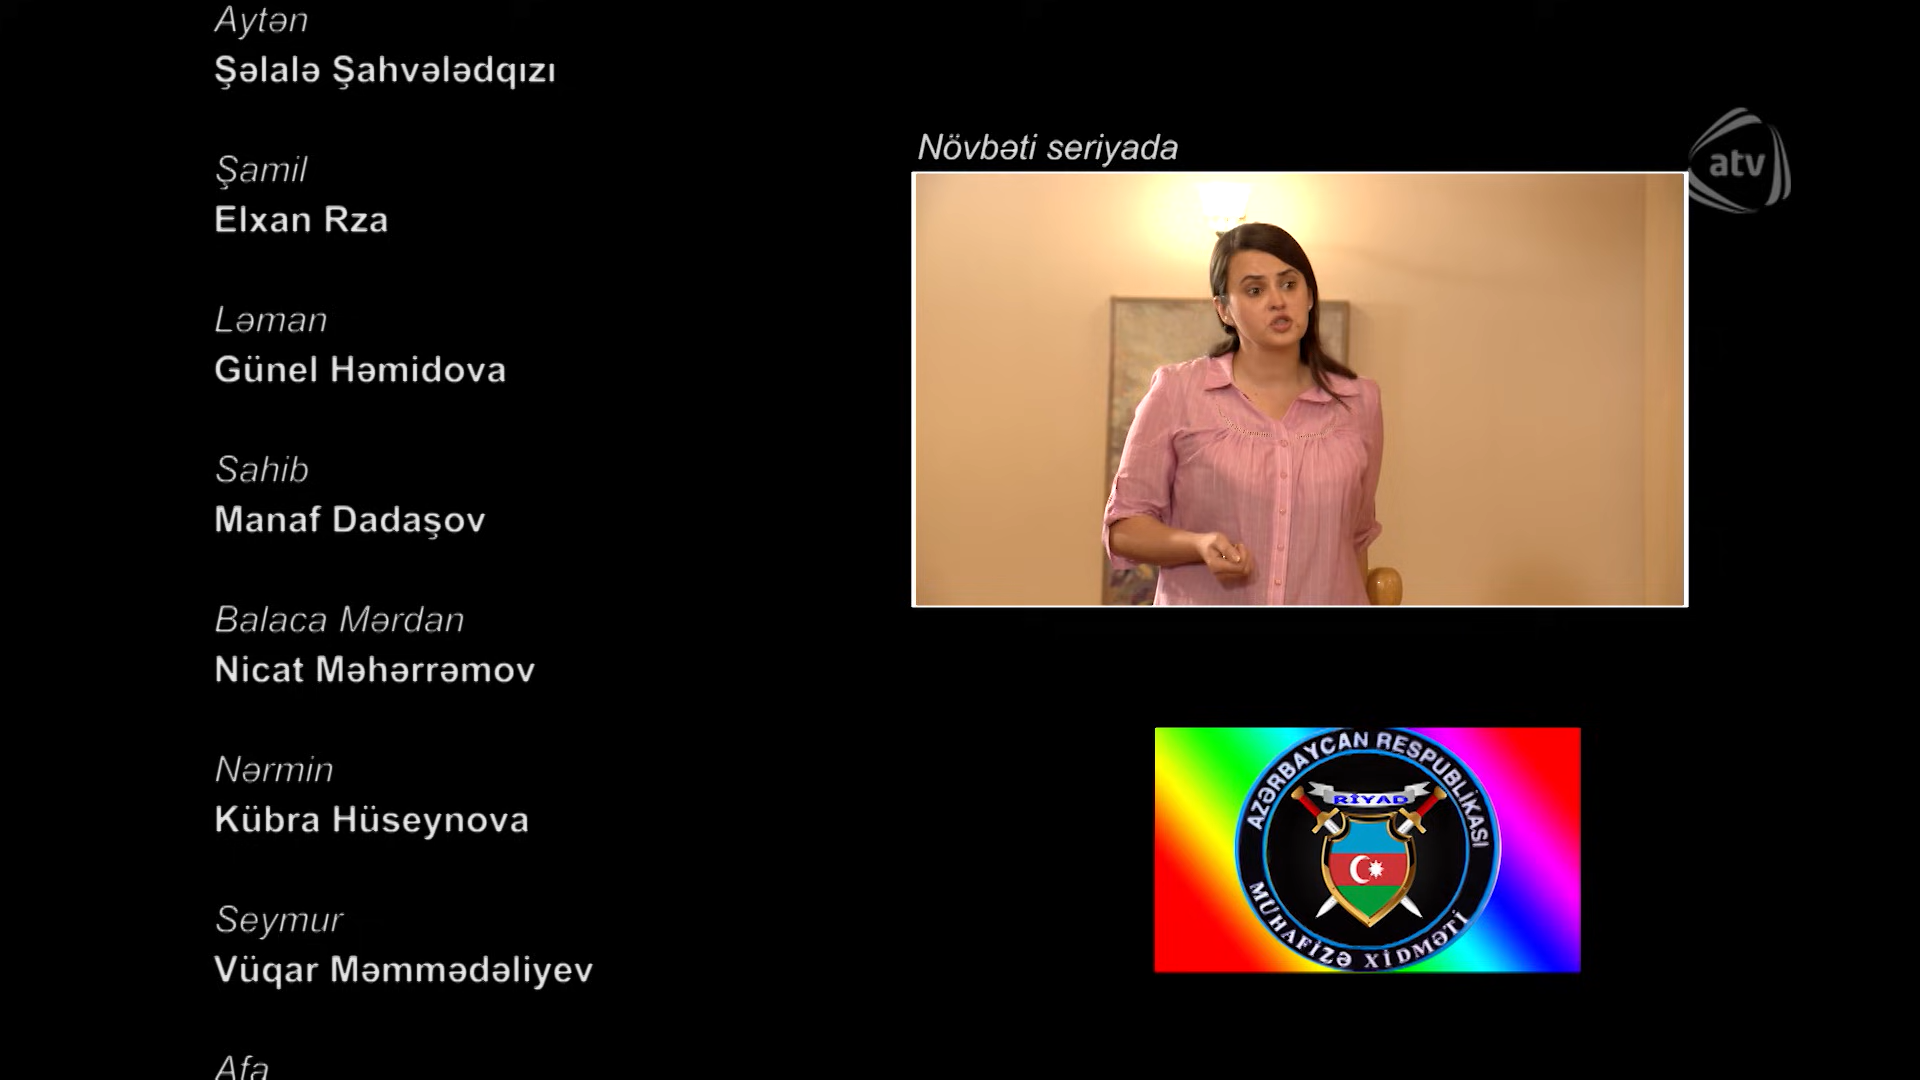 Aytən
Şəlalə Şahvələdqızı
Şamil
Elxan Rza
Ləman
Günel Həmidova
Sahib
Manaf Dadaşov
Balaca Mərdan
Nicat Məhərrəmov
Nərmin
Kübra Hüseynova
Seymur
Vüqar Məmmədəliyev
Afa
Növbəti seriyada
atv
AZƏRBAYCAN RESPUBLİKASI
RİYAD
MÜHAFİZƏ XİDMƏTİ